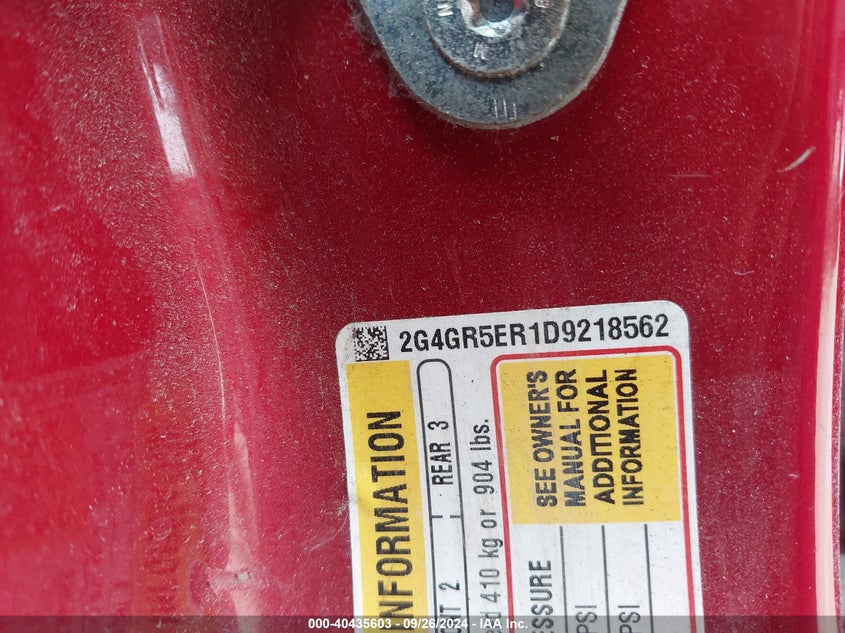 2G4GR5ER1D9218562
INFORMATION
REAR 3
2
410 kg or 904 lbs.
SEE OWNER'S
MANUAL FOR
ADDITIONAL
INFORMATION
PSI
PSI
000-40435603 - 09/26/2024 - IAA Inc.